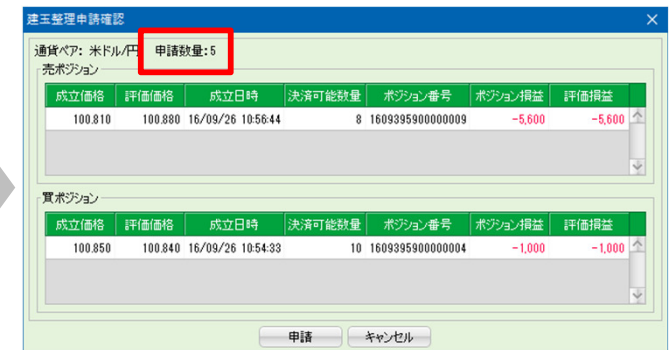 建玉整理申請確認
通貨ペア: 米ドル/円 申請数量:5
売ポジション
成立価格 評価価格 成立日時 決済可能数量 ポジション番号 ポジション損益 評価損益
100.810 100.880 16/09/26 10:56:44 8 1609395900000009 -5,600 -5,600
買ポジション
成立価格 評価価格 成立日時 決済可能数量 ポジション番号 ポジション損益 評価損益
100.850 100.840 16/09/26 10:54:33 10 1609395900000004 -1,000 -1,000
申請 キャンセル